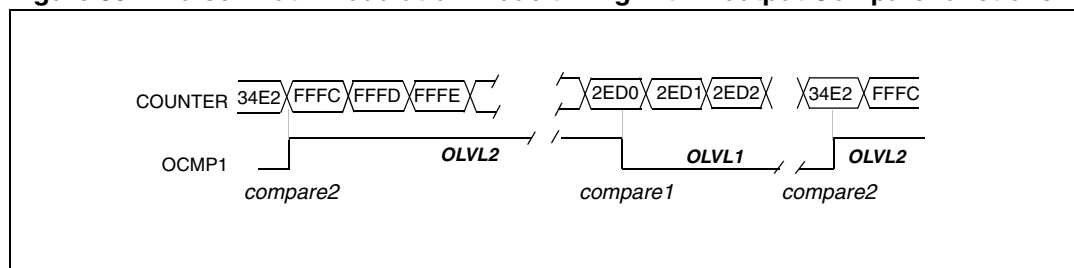 COUNTER 34E2 FFFC FFFD FFFE 2ED0 2ED1 2ED2 34E2 FFFC
OCMP1 OLVL2 OLVL1 OLVL2
compare2 compare1 compare2